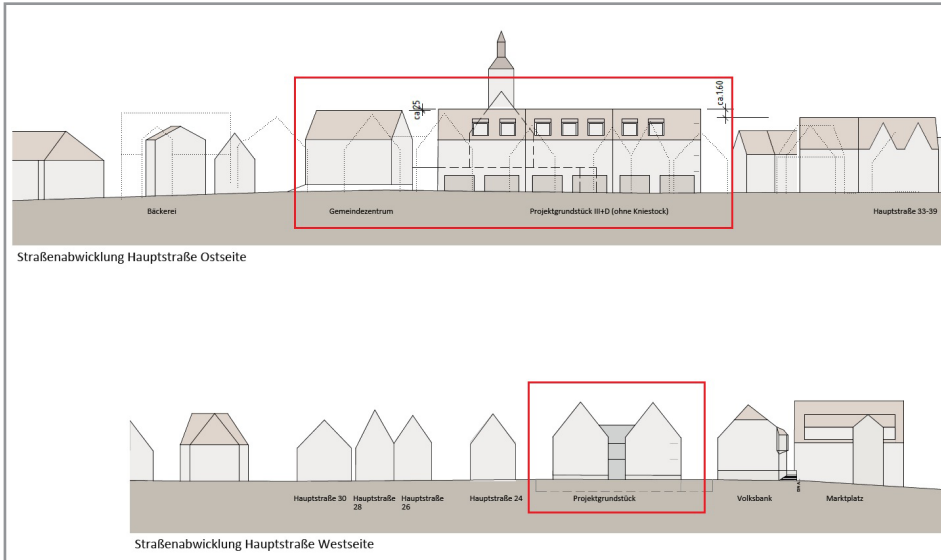 ca.25
ca.1.60
Bäckerei
Gemeindezentrum
Projektgrundstück III+D (ohne Kniestock)
Hauptstraße 33-39
Straßenabwicklung Hauptstraße Ostseite
Hauptstraße 30
Hauptstraße
28
Hauptstraße
26
Hauptstraße 24
Projektgrundstück
Volksbank
Marktplatz
Straßenabwicklung Hauptstraße Westseite